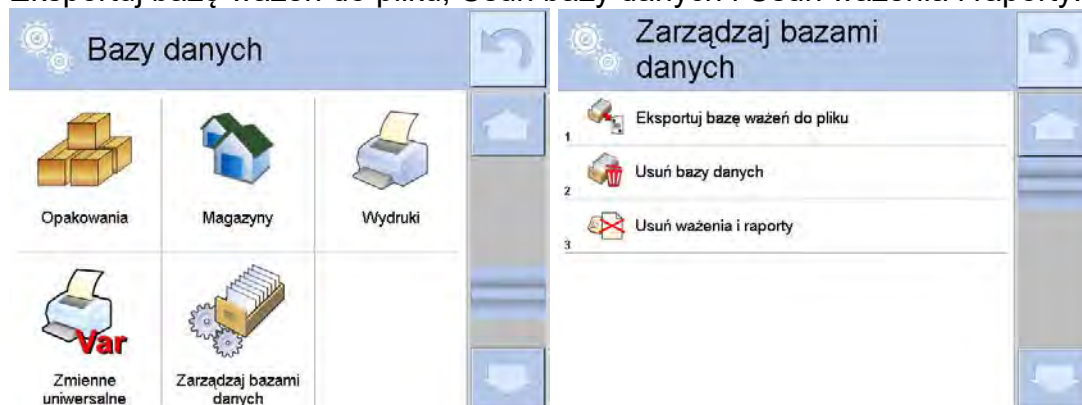 Eksportuj bazę ważeń do pliku, Usuń bazy danych i Usuń ważenia i raporty.
Bazy danych
Opakowania
Magazyny
Wydruki
Var
Zmienne
uniwersalne
Zarządzaj bazami
danych
Zarządzaj bazami
danych
1
Eksportuj bazę ważeń do pliku
2
Usuń bazy danych
3
Usuń ważenia i raporty